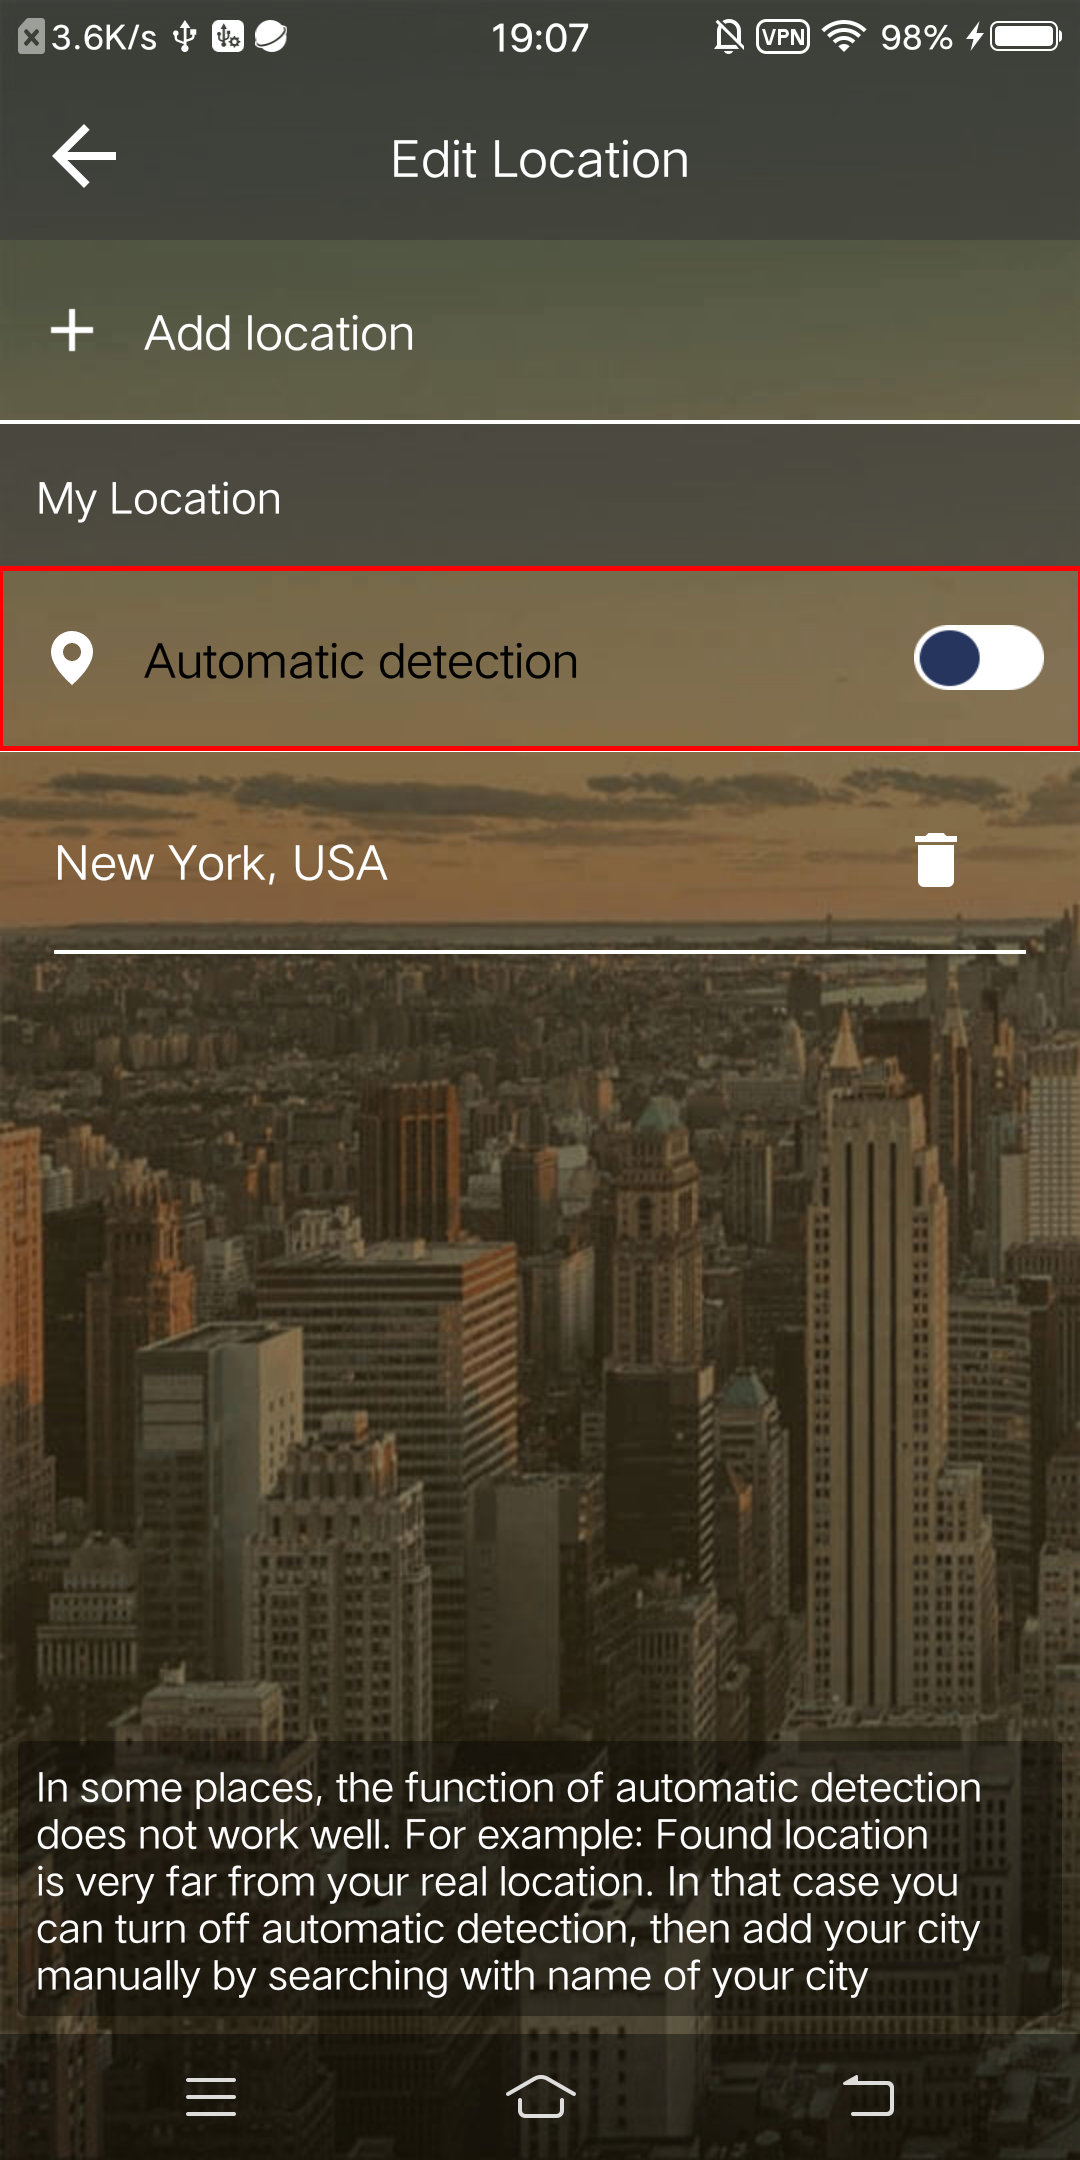 3.6K/s
19:07
VPN
98%
Edit Location
Add location
My Location
Automatic detection
New York, USA
In some places, the function of automatic detection
does not work well. For example: Found location
is very far from your real location. In that case you
can turn off automatic detection, then add your city
manually by searching with name of your city